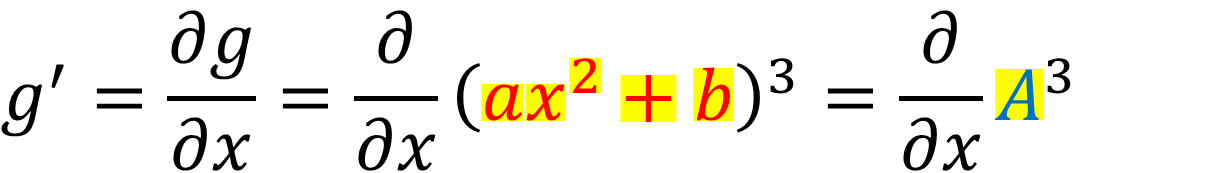 g′ = ∂g/∂x = ∂/∂x (ax² + b)³ = ∂/∂x A³